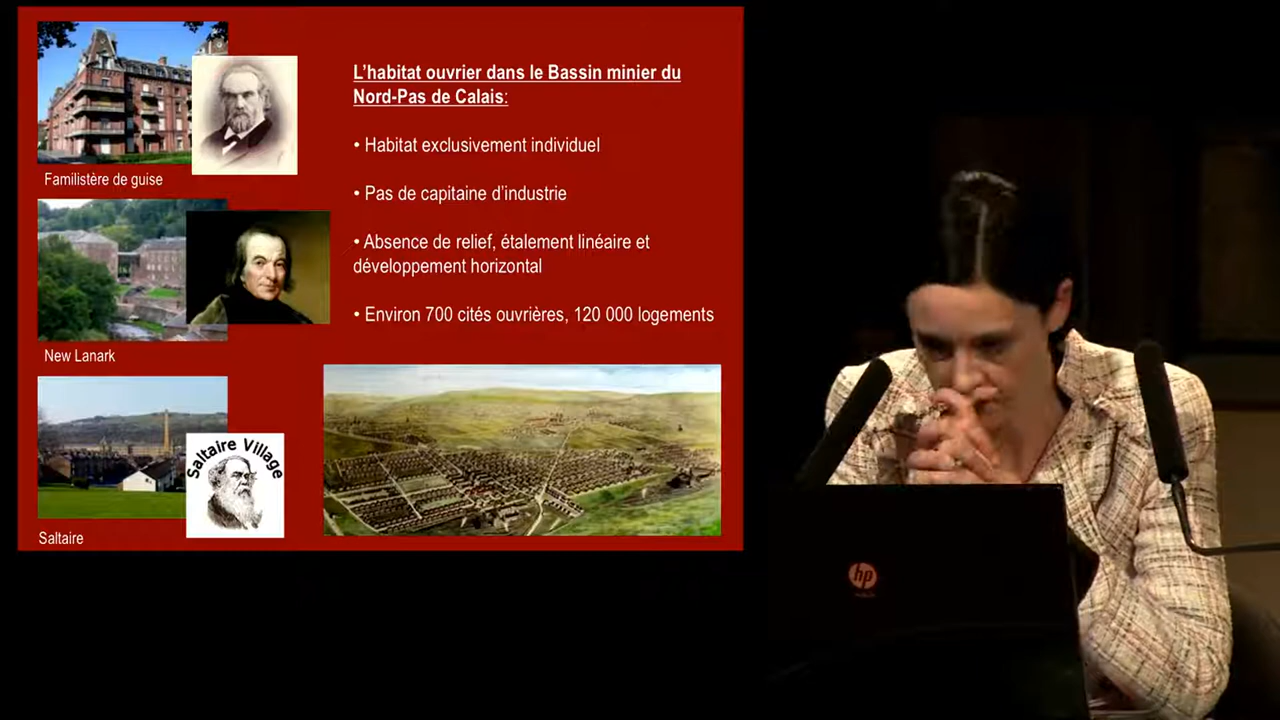 Familistère de guise
New Lanark
Saltaire Village
Saltaire
L'habitat ouvrier dans le Bassin minier du
Nord-Pas de Calais:
• Habitat exclusivement individuel
• Pas de capitaine d'industrie
• Absence de relief, étalement linéaire et
développement horizontal
• Environ 700 cités ouvrières, 120 000 logements
hp